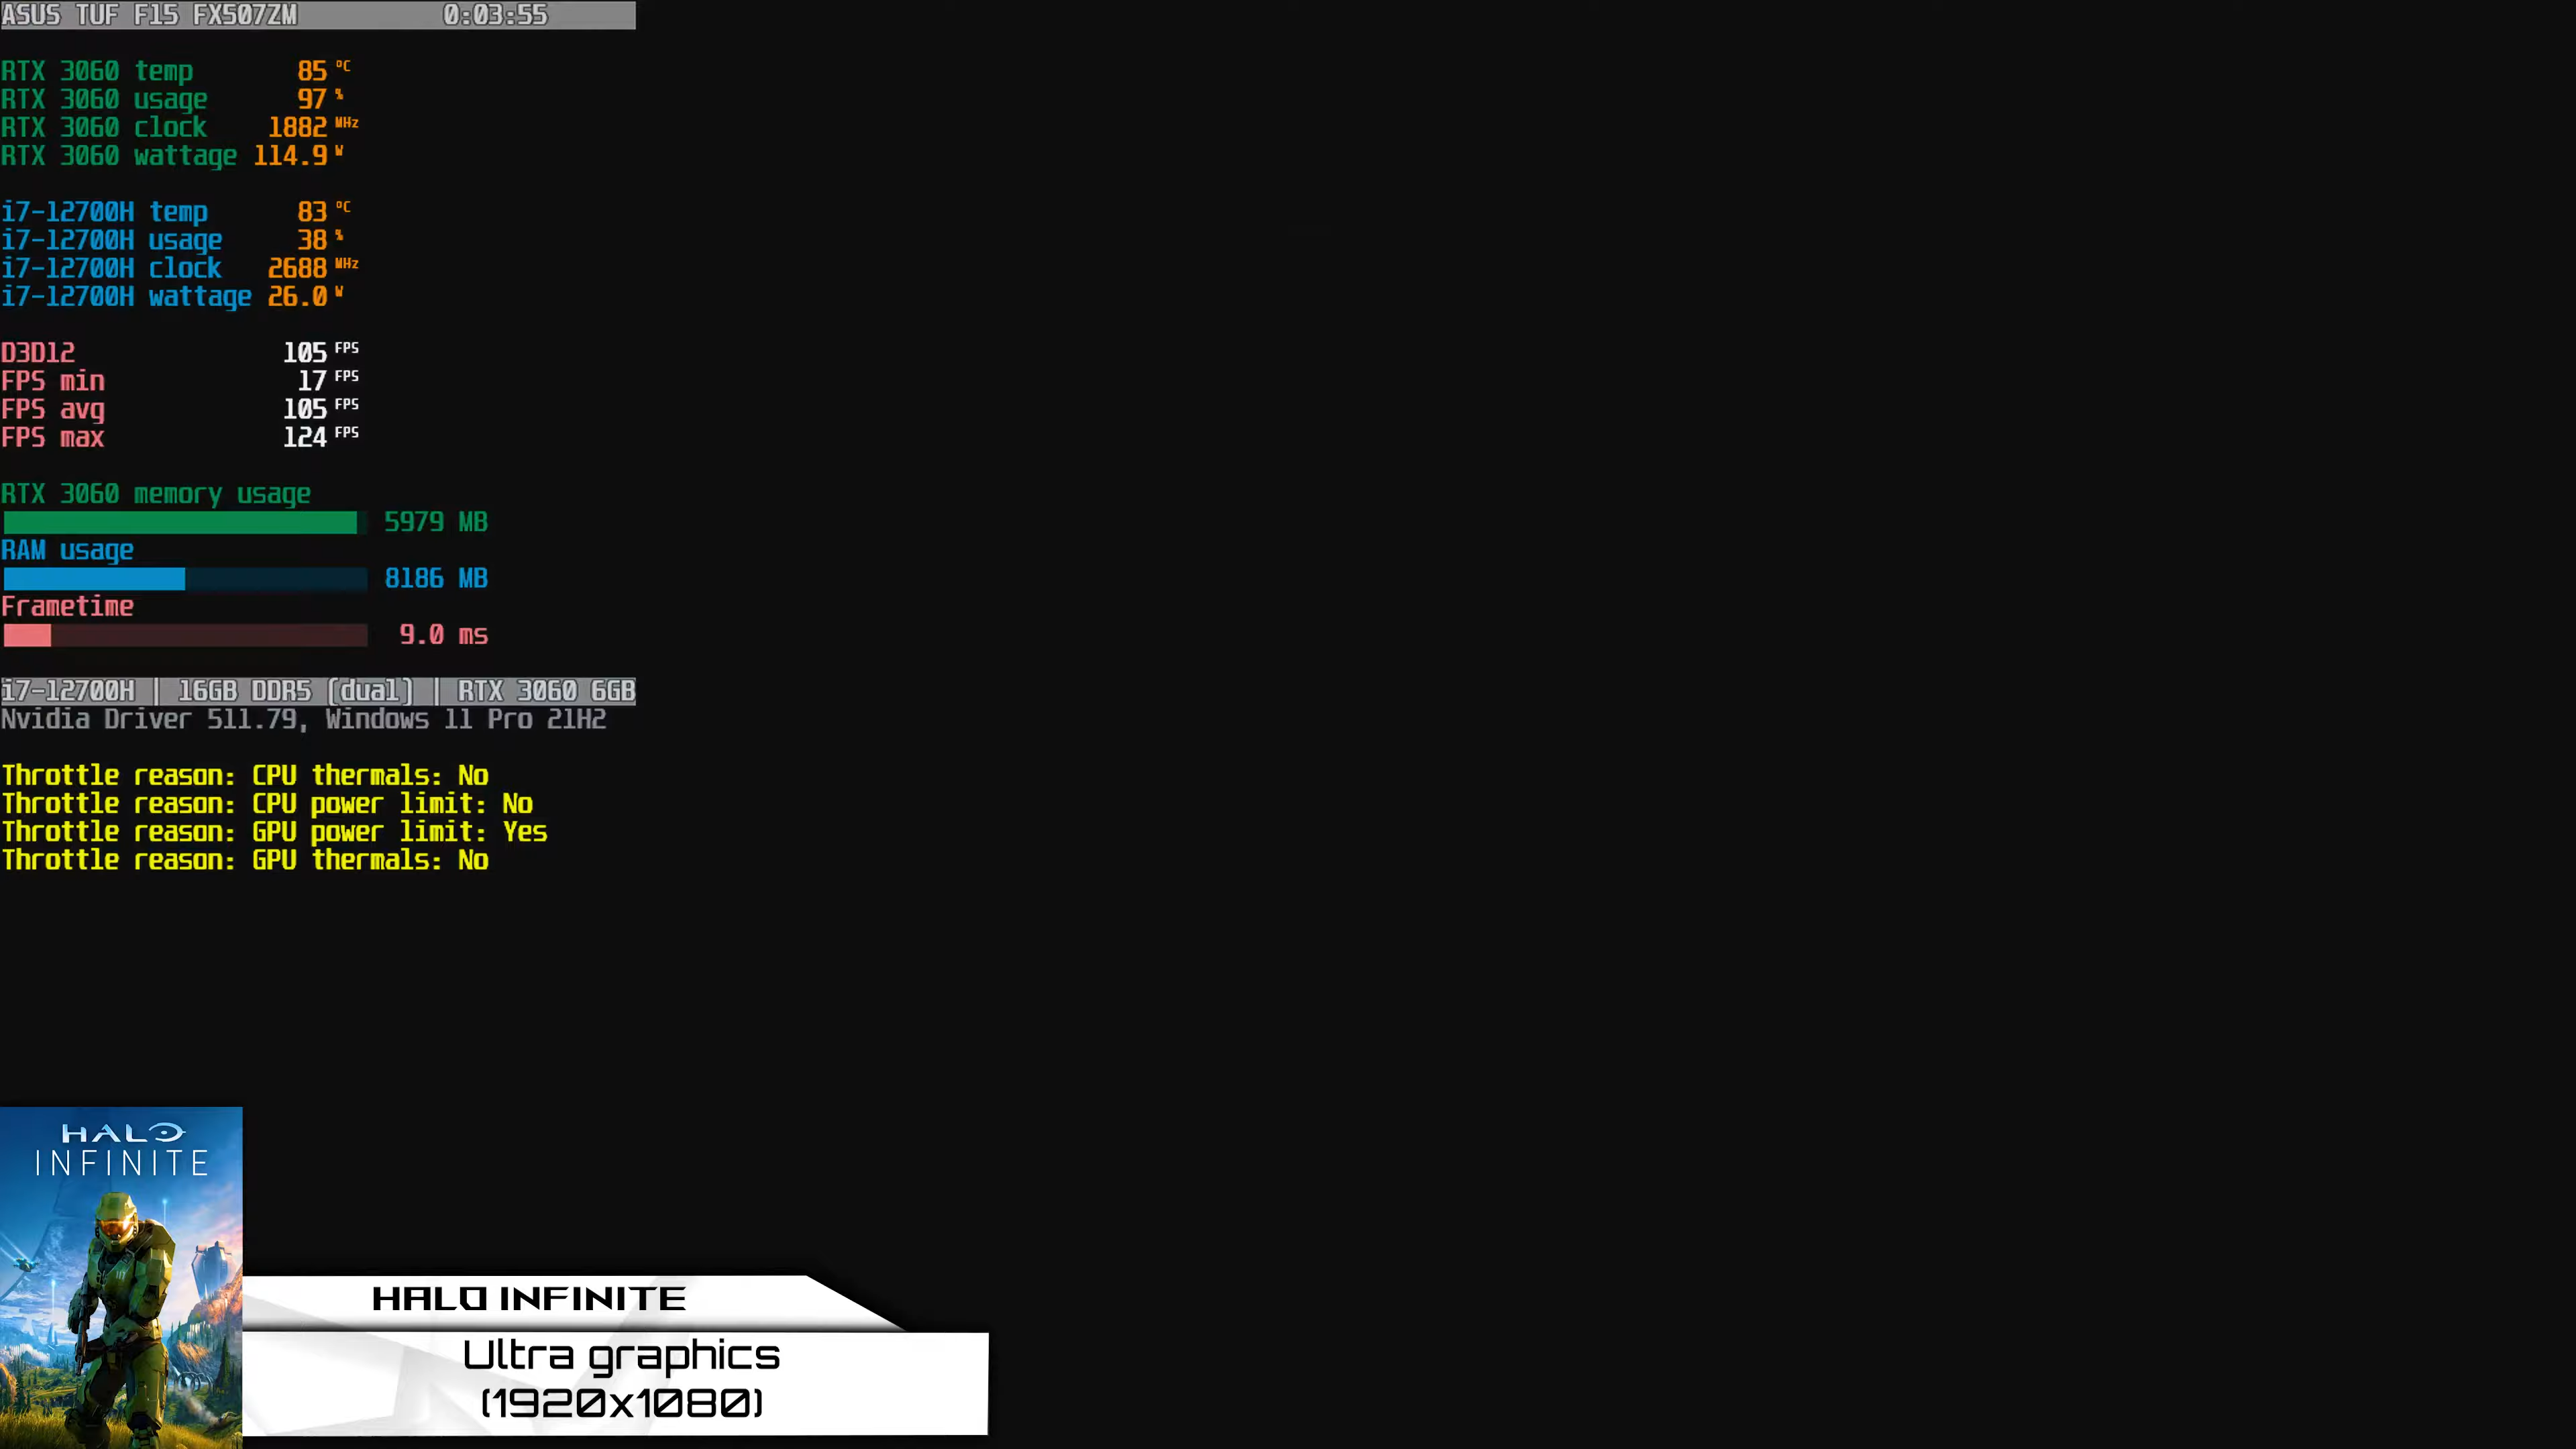 ASUS TUF F15 FX507ZM 0:03:55
RTX 3060 temp 85 °C
RTX 3060 usage 97 %
RTX 3060 clock 1882 MHz
RTX 3060 wattage 114.9 W
i7-12700H temp 83 °C
i7-12700H usage 38 %
i7-12700H clock 2688 MHz
i7-12700H wattage 26.0 W
D3D12 105 FPS
FPS min 17 FPS
FPS avg 105 FPS
FPS max 124 FPS
RTX 3060 memory usage
5979 MB
RAM usage
8186 MB
Frametime
9.0 ms
i7-12700H | 16GB DDR5 (dual) | RTX 3060 6GB
Nvidia Driver 511.79, Windows 11 Pro 21H2
Throttle reason: CPU thermals: No
Throttle reason: CPU power limit: No
Throttle reason: GPU power limit: Yes
Throttle reason: GPU thermals: No
HALO
INFINITE
HALO INFINITE
Ultra graphics
(1920x1080)